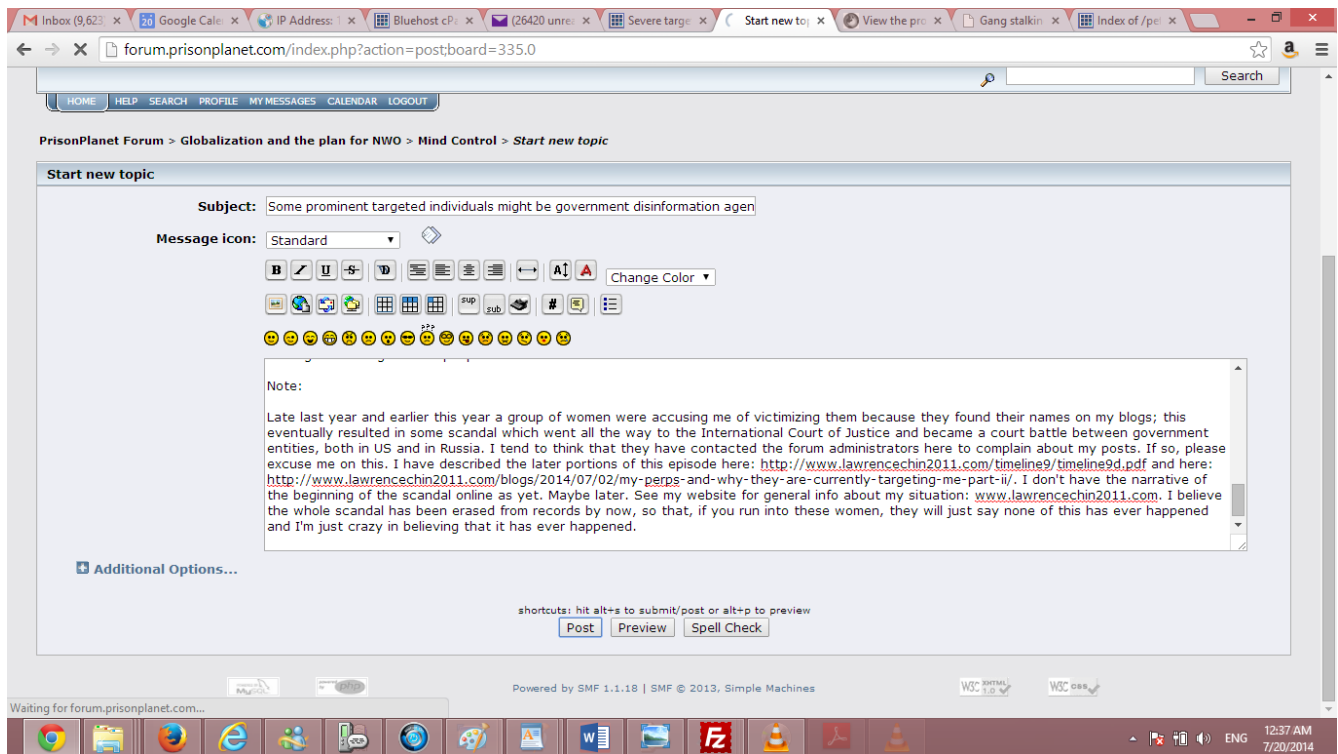 Inbox (9,623
Google Cale
IP Address: 1
Bluehost cPa
(26420 unre
Severe targe
Start new top
View the pro
Gang stalkin
Index of /pe
forum.prisonplanet.com/index.php?action=post;board=335.0
Search
HOME HELP SEARCH PROFILE MY MESSAGES CALENDAR LOGOUT
PrisonPlanet Forum > Globalization and the plan for NWO > Mind Control > Start new topic
Start new topic
Subject: Some prominent targeted individuals might be government disinformation agen
Message icon: Standard
B I U S
Change Color
sup sub #
Note:
Late last year and earlier this year a group of women were accusing me of victimizing them because they found their names on my blogs; this
eventually resulted in some scandal which went all the way to the International Court of Justice and became a court battle between government
entities, both in US and in Russia. I tend to think that they have contacted the forum administrators here to complain about my posts. If so, please
excuse me on this. I have described the later portions of this episode here: http://www.lawrencechin2011.com/timeline9/timeline9d.pdf and here:
http://www.lawrencechin2011.com/blogs/2014/07/02/my-perps-and-why-they-are-currently-targeting-me-part-ii/. I don't have the narrative of
the beginning of the scandal online as yet. Maybe later. See my website for general info about my situation: www.lawrencechin2011.com. I believe
the whole scandal has been erased from records by now, so that, if you run into these women, they will just say none of this has ever happened
and I'm just crazy in believing that it has ever happened.
Additional Options...
shortcuts: hit alt+s to submit/post or alt+p to preview
Post Preview Spell Check
Powered by SMF 1.1.18 | SMF © 2013, Simple Machines
W3C XHTML 1.0
W3C css
Waiting for forum.prisonplanet.com...
ENG
12:37 AM
7/20/2014